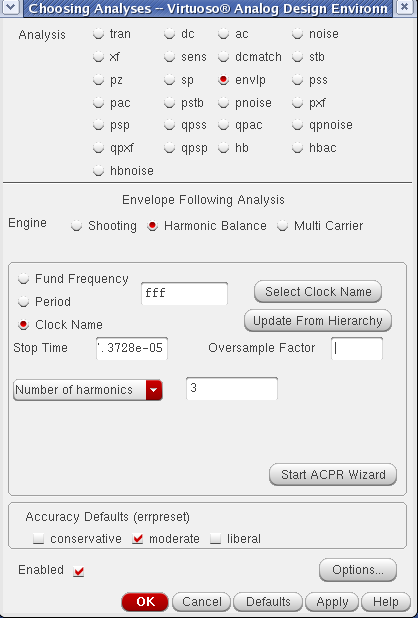 Choosing Analyses -- Virtuoso® Analog Design Environm
Analysis tran dc ac noise
xf sens dcmatch stb
pz sp envlp pss
pac pstb pnoise pxf
psp qpss qpac qpnoise
qpxf qpsp hb hbac
hbnoise
Envelope Following Analysis
Engine Shooting Harmonic Balance Multi Carrier
Fund Frequency
fff Select Clock Name
Period
Clock Name Update From Hierarchy
Stop Time .3728e-05 Oversample Factor
Number of harmonics 3
Start ACPR Wizard
Accuracy Defaults (errpreset)
conservative moderate liberal
Enabled Options...
OK Cancel Defaults Apply Help